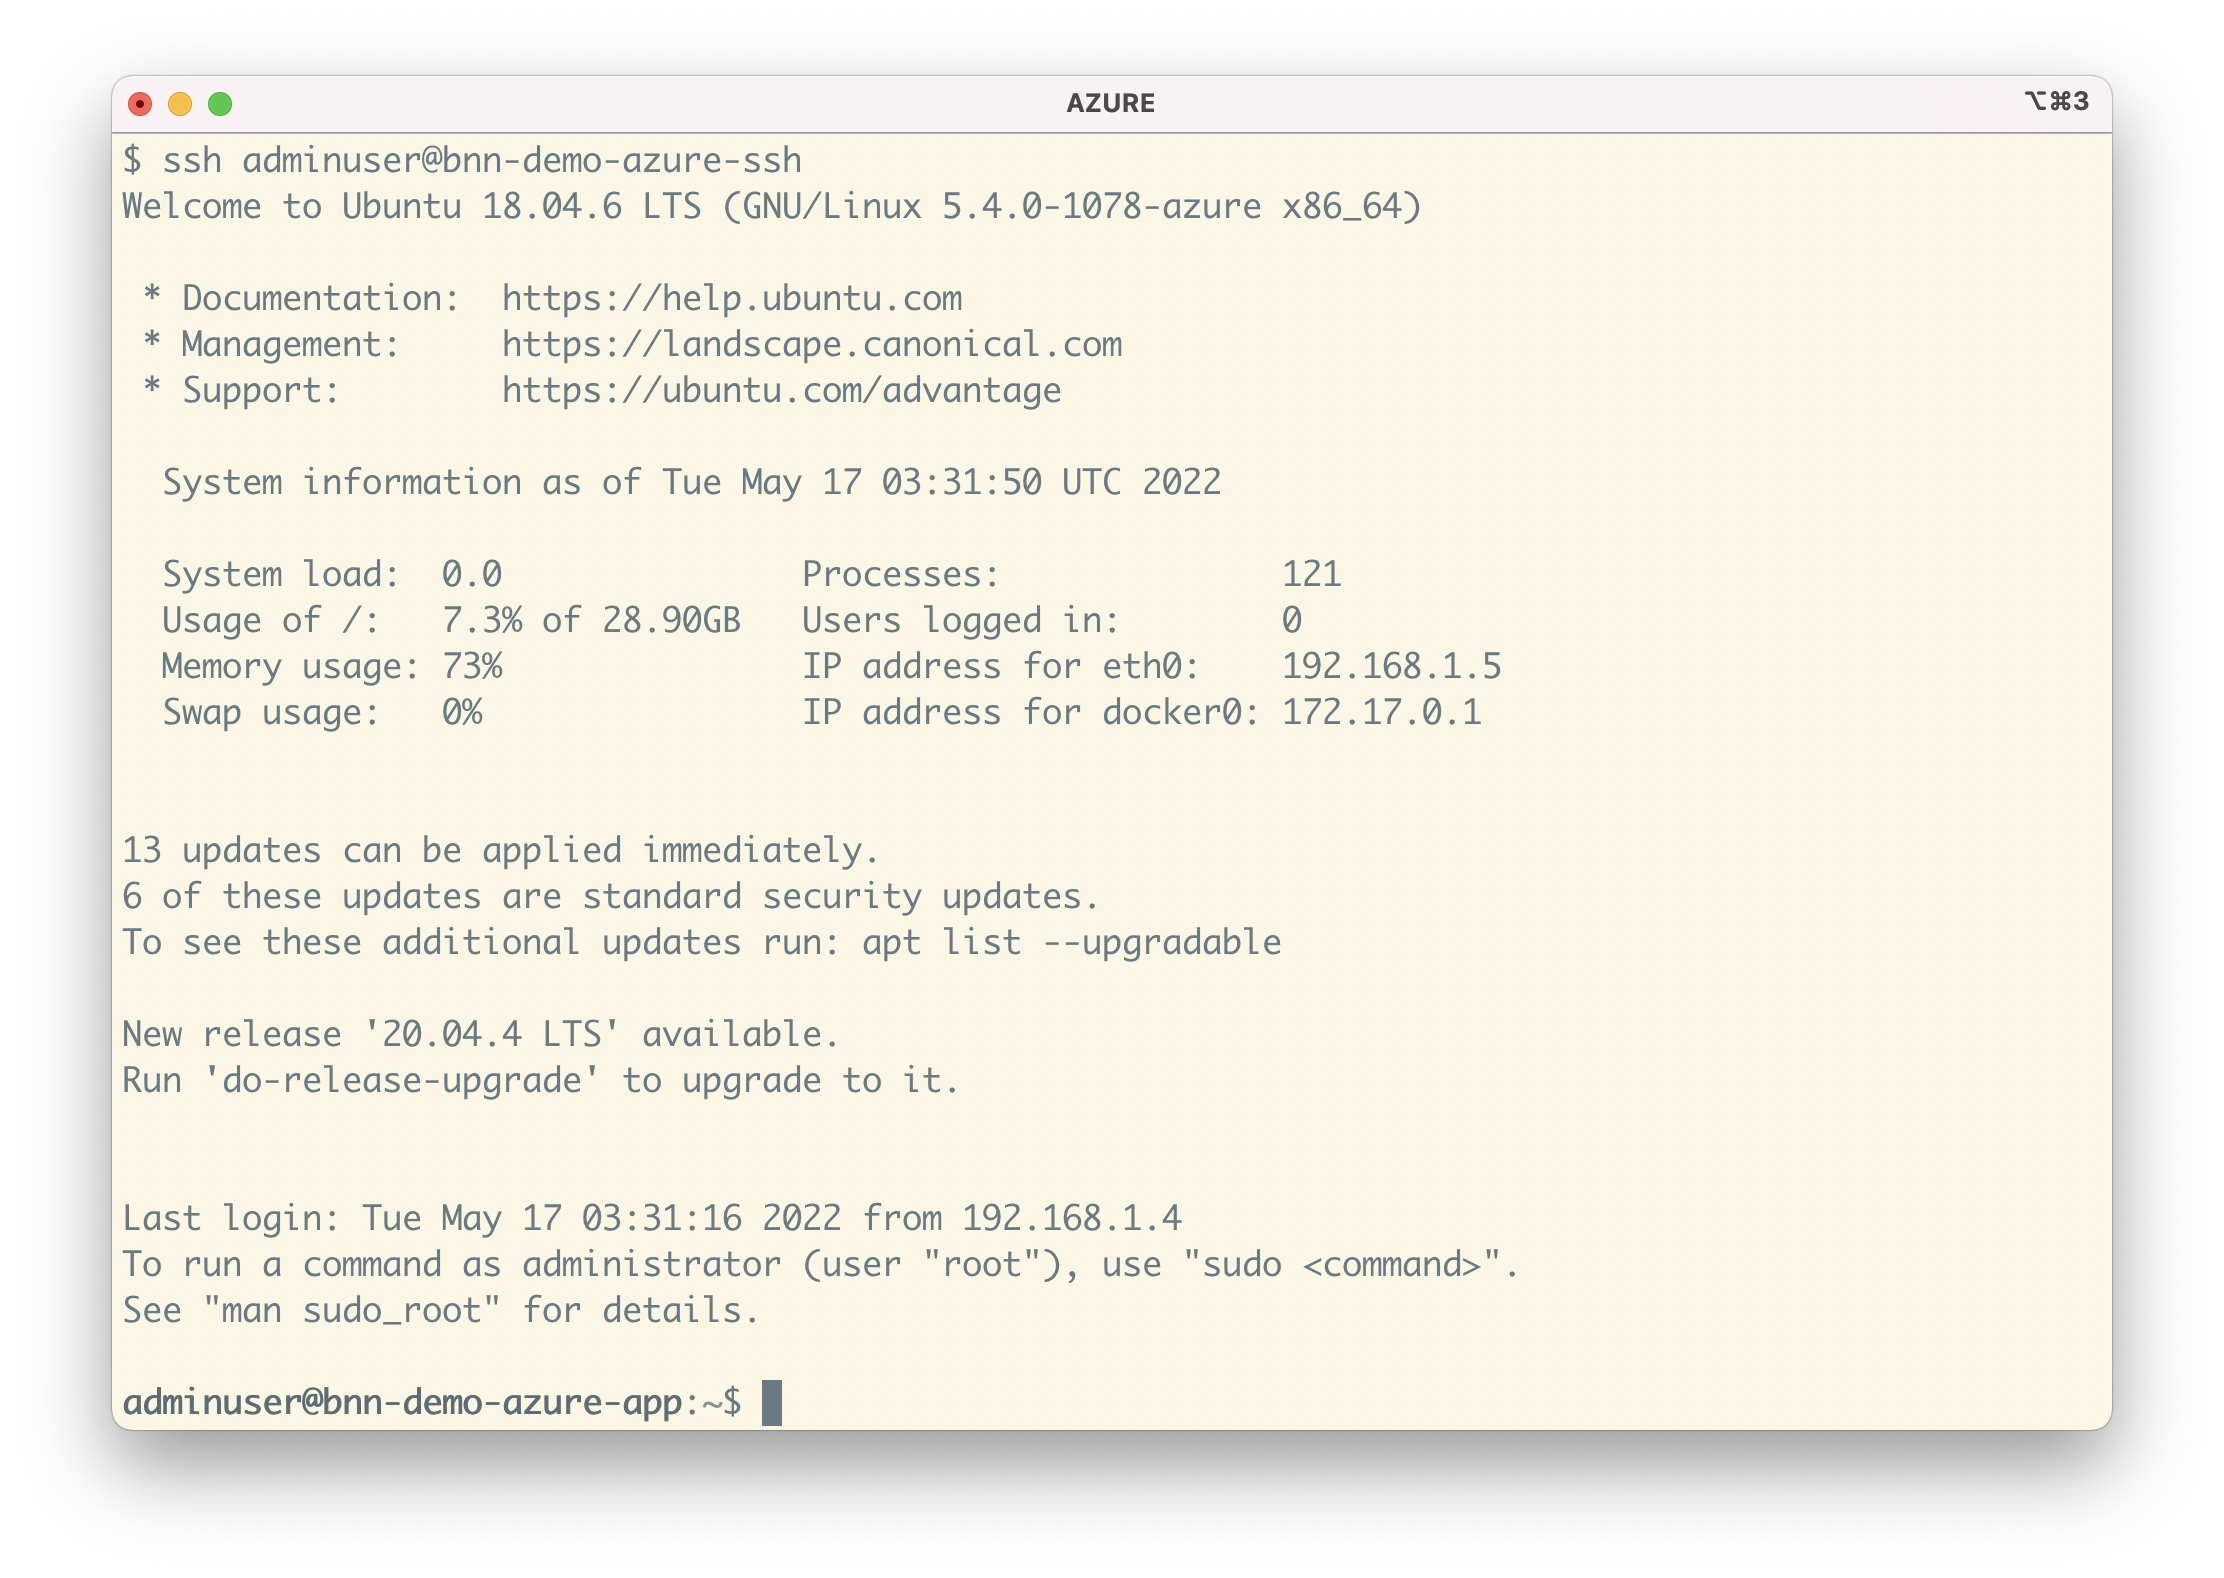 AZURE ⌥⌘3
$ ssh adminuser@bnn-demo-azure-ssh
Welcome to Ubuntu 18.04.6 LTS (GNU/Linux 5.4.0-1078-azure x86_64)
* Documentation:  https://help.ubuntu.com
* Management:     https://landscape.canonical.com
* Support:        https://ubuntu.com/advantage
System information as of Tue May 17 03:31:50 UTC 2022
System load:  0.0               Processes:              121
Usage of /:   7.3% of 28.90GB   Users logged in:        0
Memory usage: 73%               IP address for eth0:    192.168.1.5
Swap usage:   0%                IP address for docker0: 172.17.0.1
13 updates can be applied immediately.
6 of these updates are standard security updates.
To see these additional updates run: apt list --upgradable
New release '20.04.4 LTS' available.
Run 'do-release-upgrade' to upgrade to it.
Last login: Tue May 17 03:31:16 2022 from 192.168.1.4
To run a command as administrator (user "root"), use "sudo <command>".
See "man sudo_root" for details.
adminuser@bnn-demo-azure-app:~$